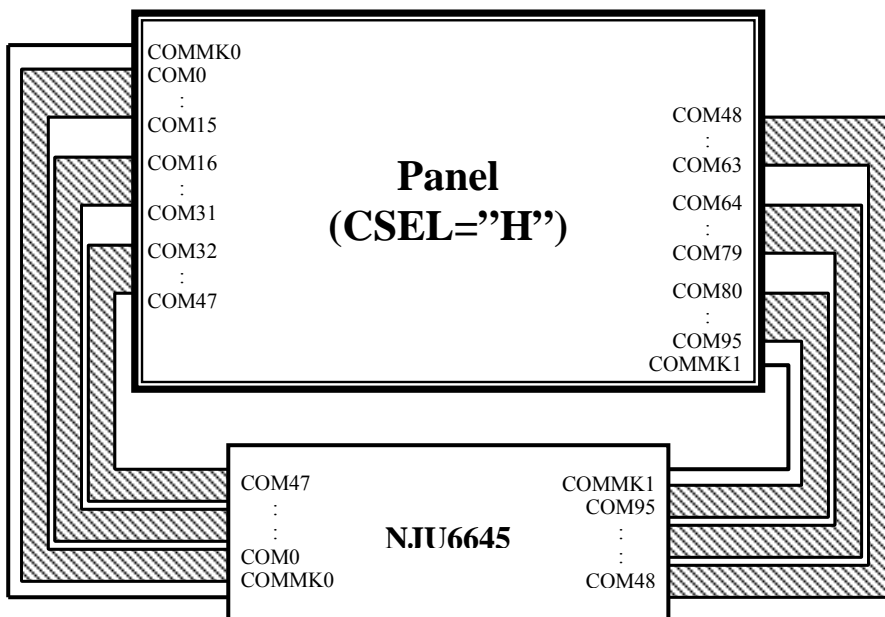 COMMK0
COM0
:
COM15
COM16
:
COM31
COM32
:
COM47
Panel
(CSEL=”H”)
COM48
:
COM63
COM64
:
COM79
COM80
:
COM95
COMMK1
COM47
:
:
COM0
COMMK0
NJU6645
COMMK1
COM95
:
:
COM48